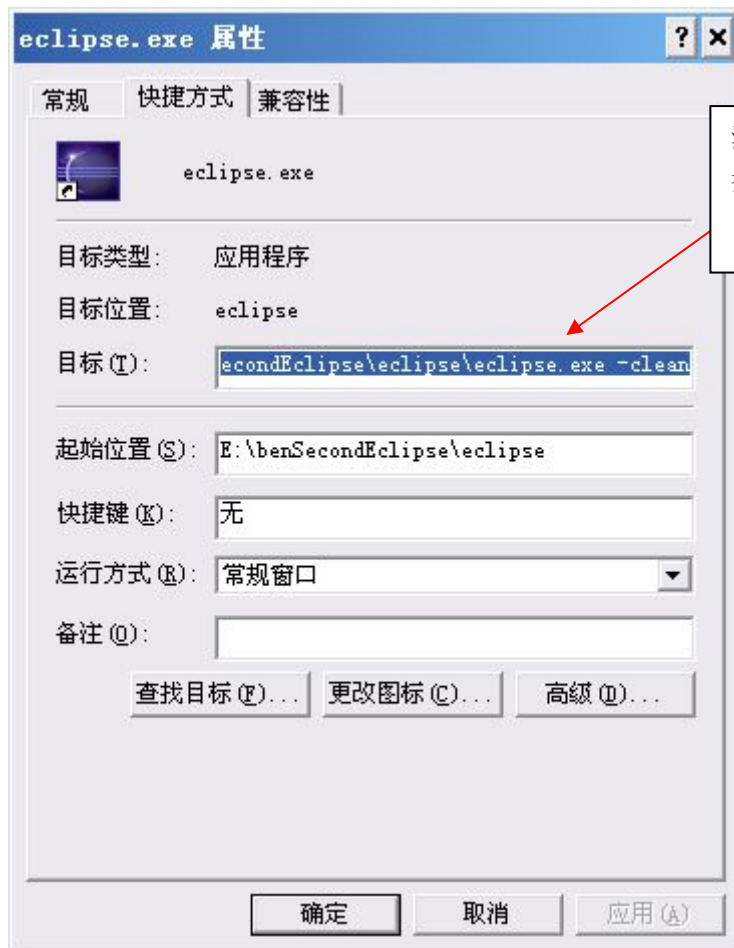 eclipse.exe 属性
常规 快捷方式 兼容性
eclipse.exe
目标类型: 应用程序
目标位置: eclipse
目标(T): econdEclipse\eclipse\eclipse.exe -clean
起始位置(S): E:\benSecondEclipse\eclipse
快捷键(K): 无
运行方式(R): 常规窗口
备注(O):
查找目标(F)... 更改图标(C)... 高级(D)...
确定 取消 应用(A)